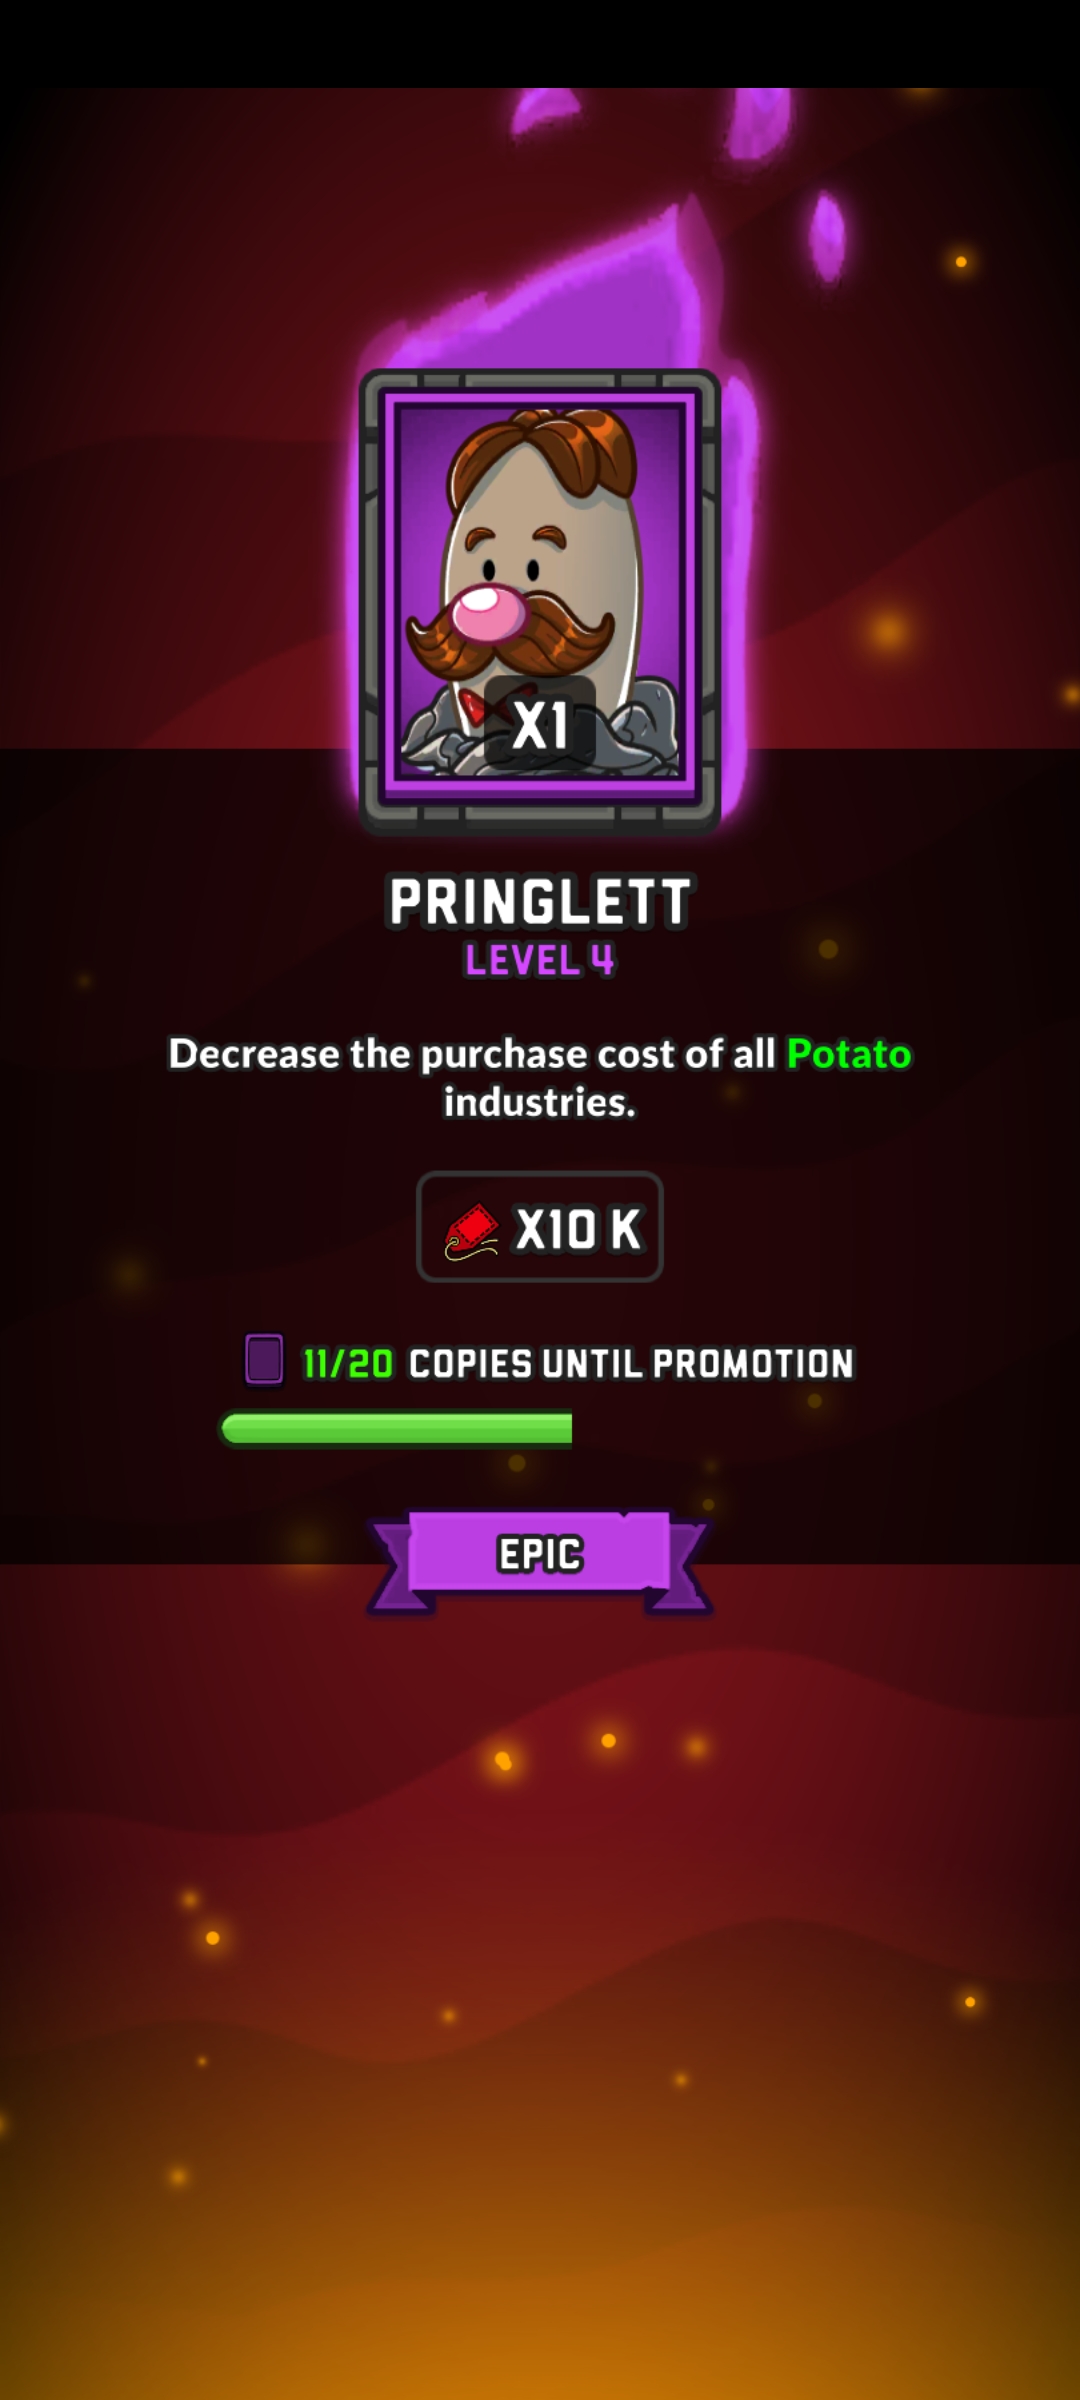 X1
PRINGLETT
LEVEL 4
Decrease the purchase cost of all Potato
industries.
X10 K
11/20 COPIES UNTIL PROMOTION
EPIC